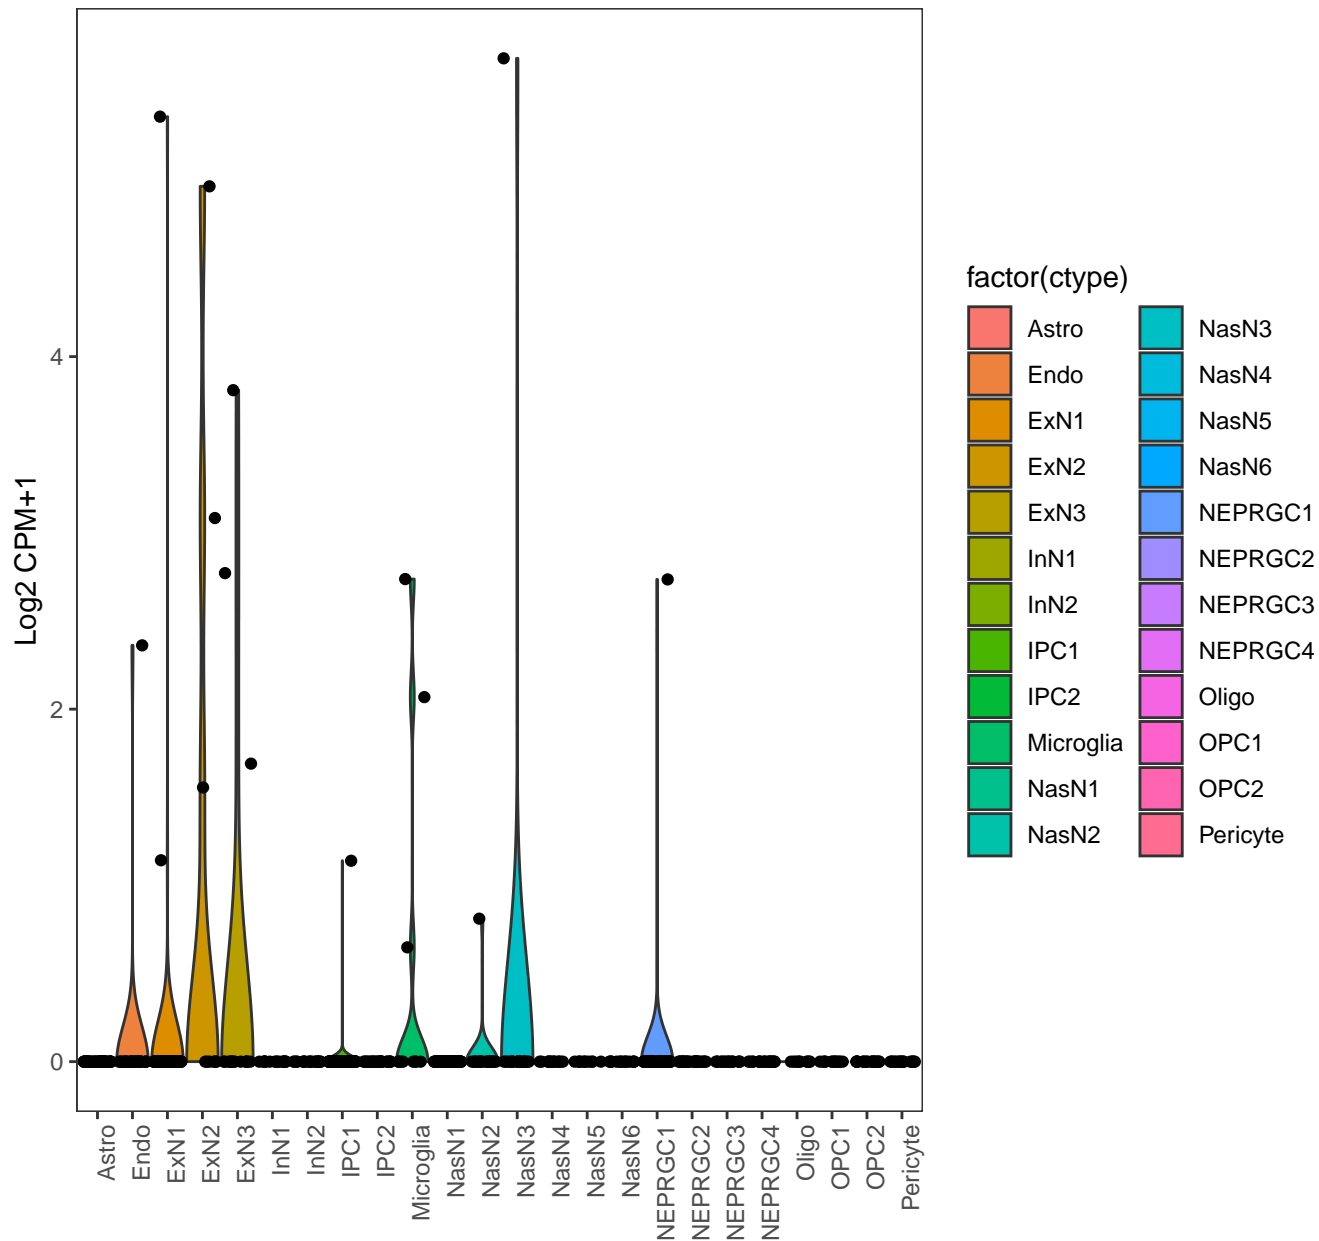 Log2 CPM+1
4
2
0
Astro
Endo
ExN1
ExN2
ExN3
InN1
InN2
IPC1
IPC2
Microglia
NasN1
NasN2
NasN3
NasN4
NasN5
NasN6
NEPRGC1
NEPRGC2
NEPRGC3
NEPRGC4
Oligo
OPC1
OPC2
Pericyte
factor(ctype)
Astro
Endo
ExN1
ExN2
ExN3
InN1
InN2
IPC1
IPC2
Microglia
NasN1
NasN2
NasN3
NasN4
NasN5
NasN6
NEPRGC1
NEPRGC2
NEPRGC3
NEPRGC4
Oligo
OPC1
OPC2
Pericyte